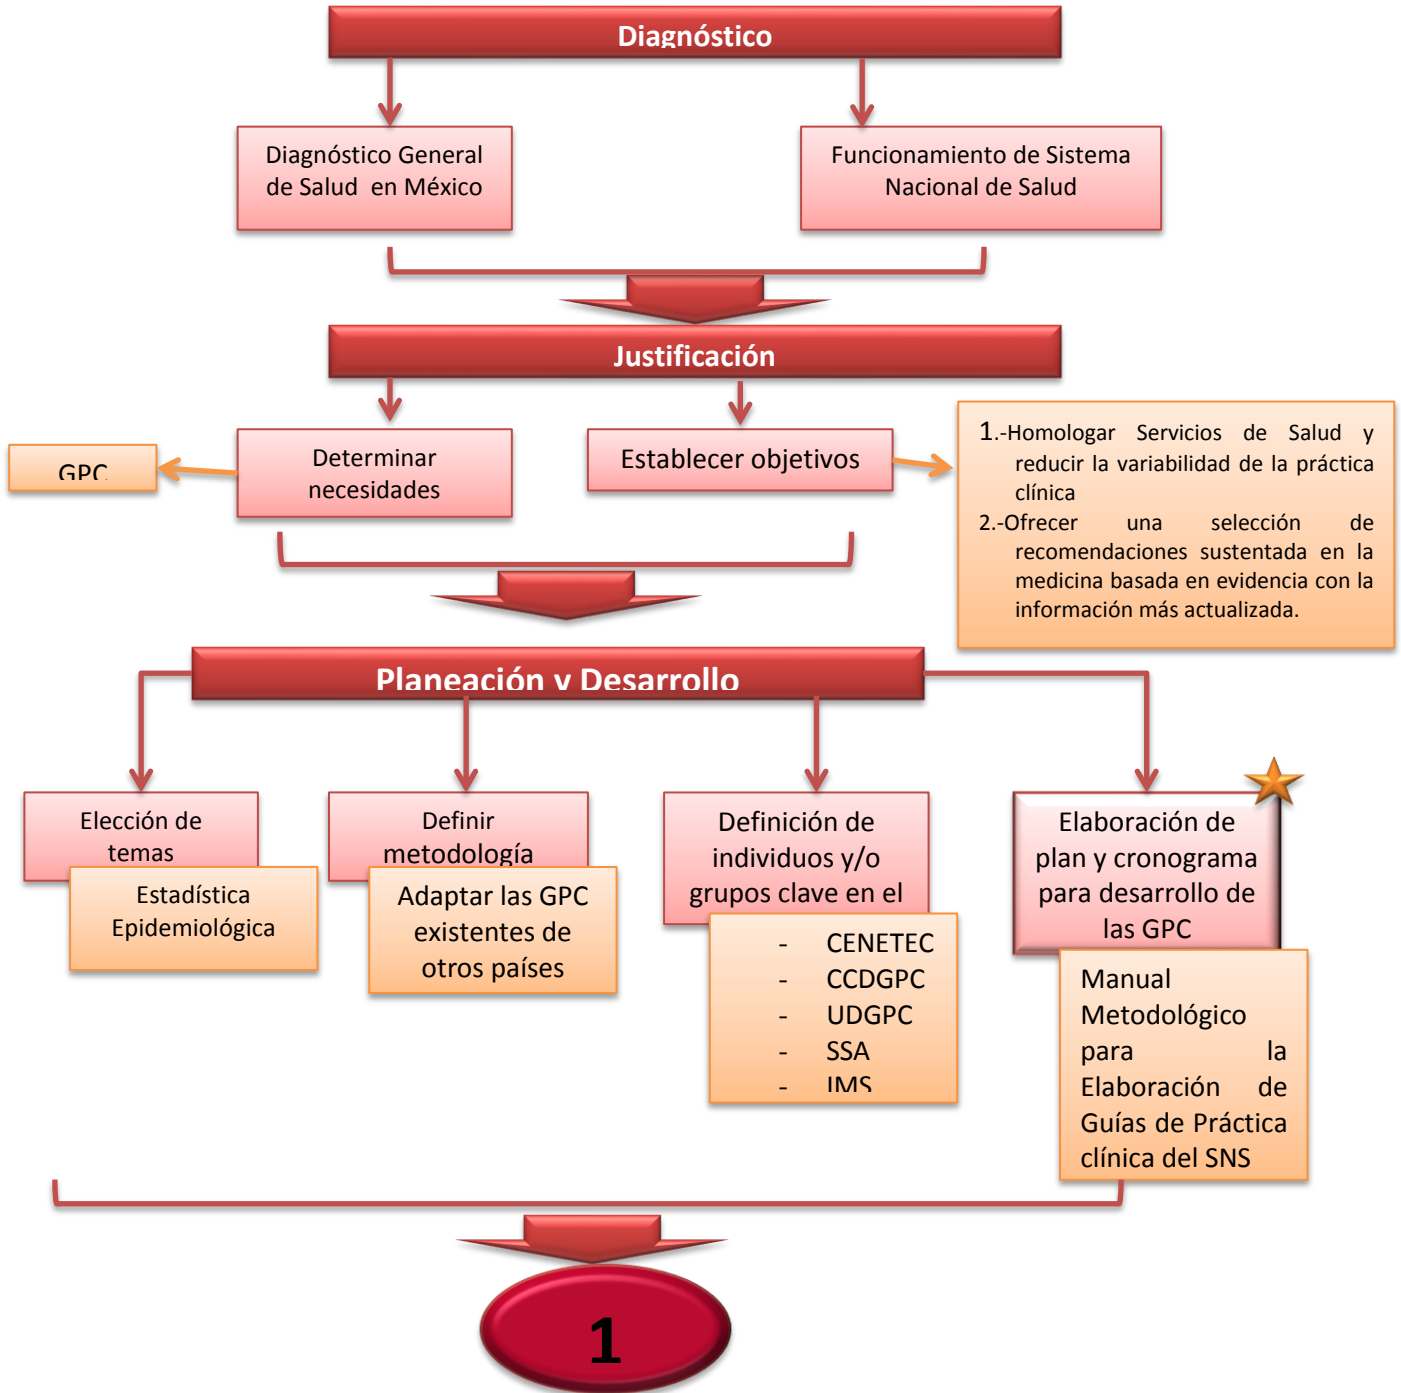 Diagnóstico
Diagnóstico General
de Salud en México
Funcionamiento de Sistema
Nacional de Salud
Justificación
GPC
Determinar
necesidades
Establecer objetivos
1.-Homologar Servicios de Salud y
reducir la variabilidad de la práctica
clínica
2.-Ofrecer una selección de
recomendaciones sustentada en la
medicina basada en evidencia con la
información más actualizada.
Planeación y Desarrollo
Elección de
temas
Estadística
Epidemiológica
Definir
metodología
Adaptar las GPC
existentes de
otros países
Definición de
individuos y/o
grupos clave en el
- CENETEC
- CCDGPC
- UDGPC
- SSA
- IMS
Elaboración de
plan y cronograma
para desarrollo de
las GPC
Manual
Metodológico
para la
Elaboración de
Guías de Práctica
clínica del SNS
1